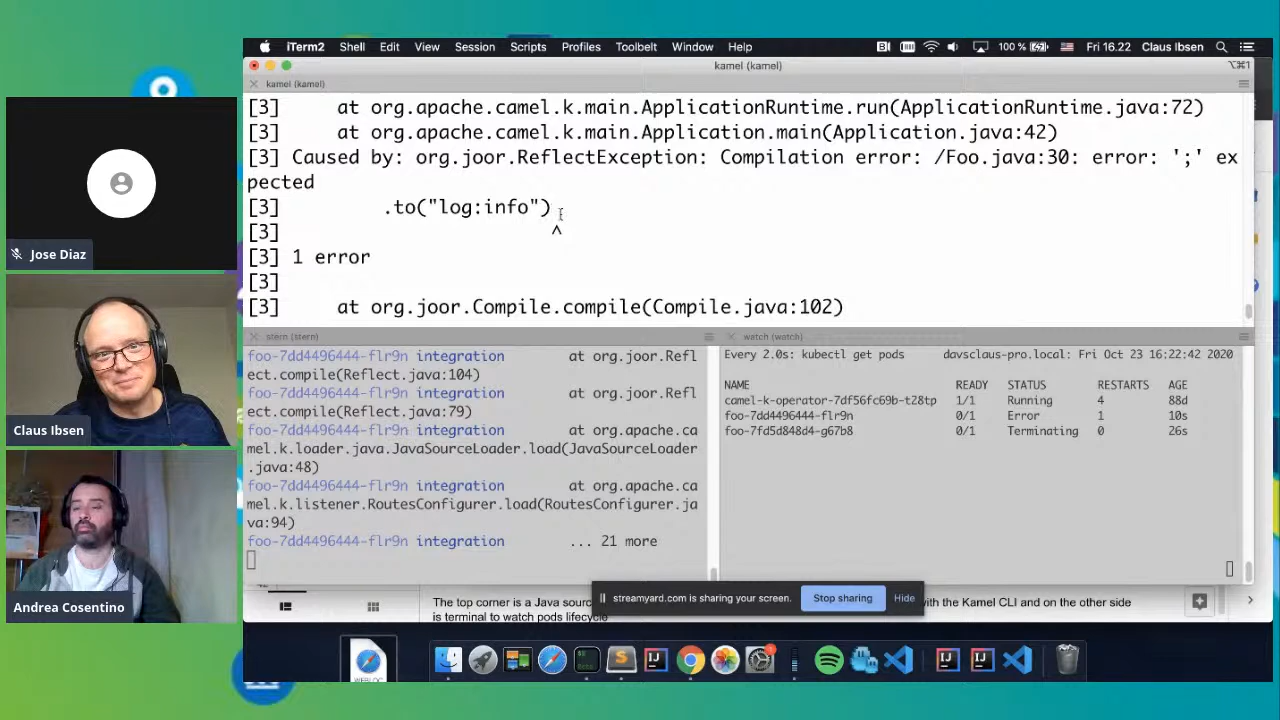 iTerm2 Shell Edit View Session Scripts Profiles Toolbelt Window Help 100 % Fri 16.22 Claus Ibsen
kamel (kamel) ⌥⌘1
kamel (kamel)
[3]     at org.apache.camel.k.main.ApplicationRuntime.run(ApplicationRuntime.java:72)
[3]     at org.apache.camel.k.main.Application.main(Application.java:42)
[3] Caused by: org.joor.ReflectException: Compilation error: /Foo.java:30: error: ';' ex
pected
[3]         .to("log:info")
[3]                        ^
[3] 1 error
[3]
[3]     at org.joor.Compile.compile(Compile.java:102)
Jose Diaz
Claus Ibsen
Andrea Cosentino
stern (stern)
foo-7dd4496444-flr9n integration     at org.joor.Refl
ect.compile(Reflect.java:104)
foo-7dd4496444-flr9n integration     at org.joor.Refl
ect.compile(Reflect.java:79)
foo-7dd4496444-flr9n integration     at org.apache.ca
mel.k.loader.java.JavaSourceLoader.load(JavaSourceLoader
.java:48)
foo-7dd4496444-flr9n integration     at org.apache.ca
mel.k.listener.RoutesConfigurer.load(RoutesConfigurer.ja
va:94)
foo-7dd4496444-flr9n integration     ... 21 more
watch (watch)
Every 2.0s: kubectl get pods     davsclaus-pro.local: Fri Oct 23 16:22:42 2020
NAME READY STATUS RESTARTS AGE
camel-k-operator-7df56fc69b-t28tp 1/1 Running 4 88d
foo-7dd4496444-flr9n 0/1 Error 1 10s
foo-7fd5d848d4-g67b8 0/1 Terminating 0 26s
streamyard.com is sharing your screen. Stop sharing Hide
The top corner is a Java sourc with the Kamel CLI and on the other side
is terminal to watch pods lifecycle
WEBLOC